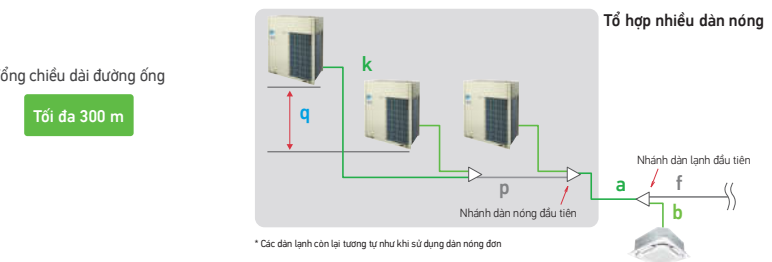 Tổ hợp nhiều dàn nóng
ổng chiều dài đường ống
Tối đa 300 m
k
q
p
a
f
b
Nhánh dàn lạnh đầu tiên
Nhánh dàn nóng đầu tiên
* Các dàn lạnh còn lại tương tự như khi sử dụng dàn nóng đơn